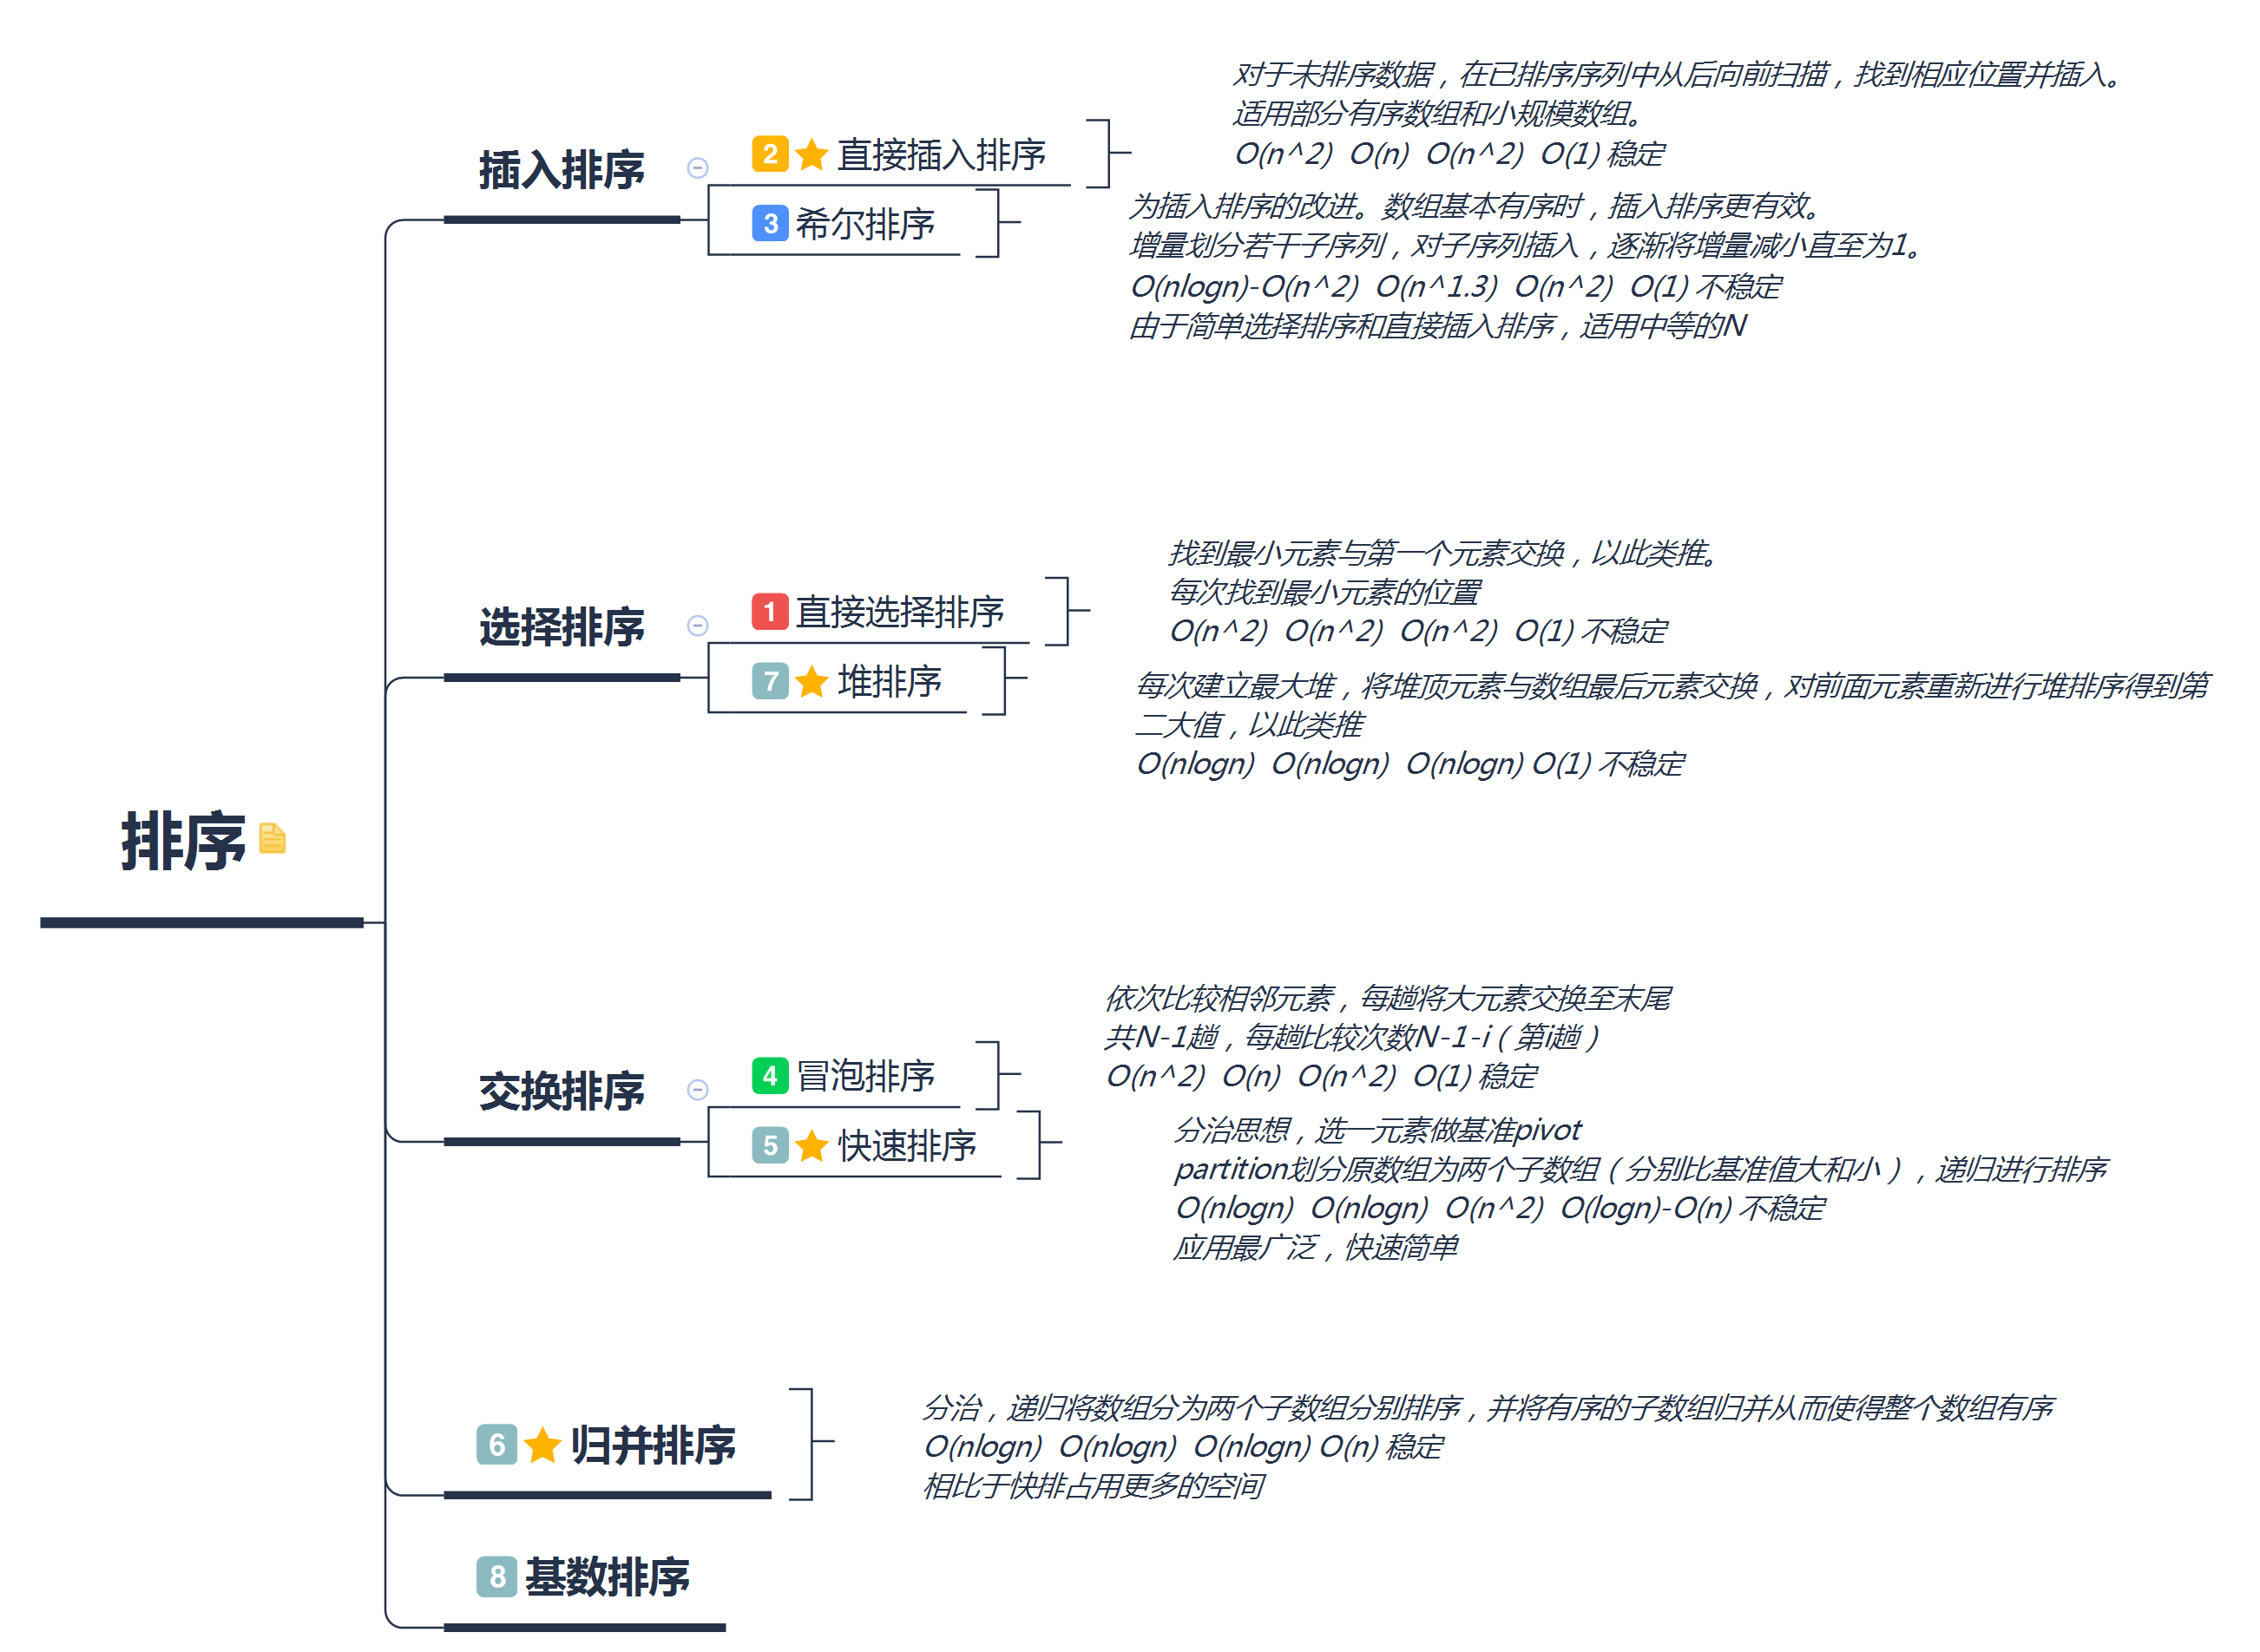 排序
插入排序
2 直接插入排序
对于未排序数据，在已排序序列中从后向前扫描，找到相应位置并插入。
适用部分有序数组和小规模数组。
O(n^2)  O(n)  O(n^2)  O(1) 稳定
3 希尔排序
为插入排序的改进。数组基本有序时，插入排序更有效。
增量划分若干子序列，对子序列插入，逐渐将增量减小直至为1。
O(nlogn)-O(n^2)  O(n^1.3)  O(n^2)  O(1) 不稳定
由于简单选择排序和直接插入排序，适用中等的N
选择排序
1 直接选择排序
找到最小元素与第一个元素交换，以此类推。
每次找到最小元素的位置
O(n^2)  O(n^2)  O(n^2)  O(1) 不稳定
7 堆排序
每次建立最大堆，将堆顶元素与数组最后元素交换，对前面元素重新进行堆排序得到第
二大值，以此类推
O(nlogn)  O(nlogn)  O(nlogn) O(1) 不稳定
交换排序
4 冒泡排序
依次比较相邻元素，每趟将大元素交换至末尾
共N-1趟，每趟比较次数N-1-i（第i趟）
O(n^2)  O(n)  O(n^2)  O(1) 稳定
5 快速排序
分治思想，选一元素做基准pivot
partition划分原数组为两个子数组（分别比基准值大和小），递归进行排序
O(nlogn)  O(nlogn)  O(n^2)  O(logn)-O(n) 不稳定
应用最广泛，快速简单
6 归并排序
分治，递归将数组分为两个子数组分别排序，并将有序的子数组归并从而使得整个数组有序
O(nlogn)  O(nlogn)  O(nlogn) O(n) 稳定
相比于快排占用更多的空间
8 基数排序